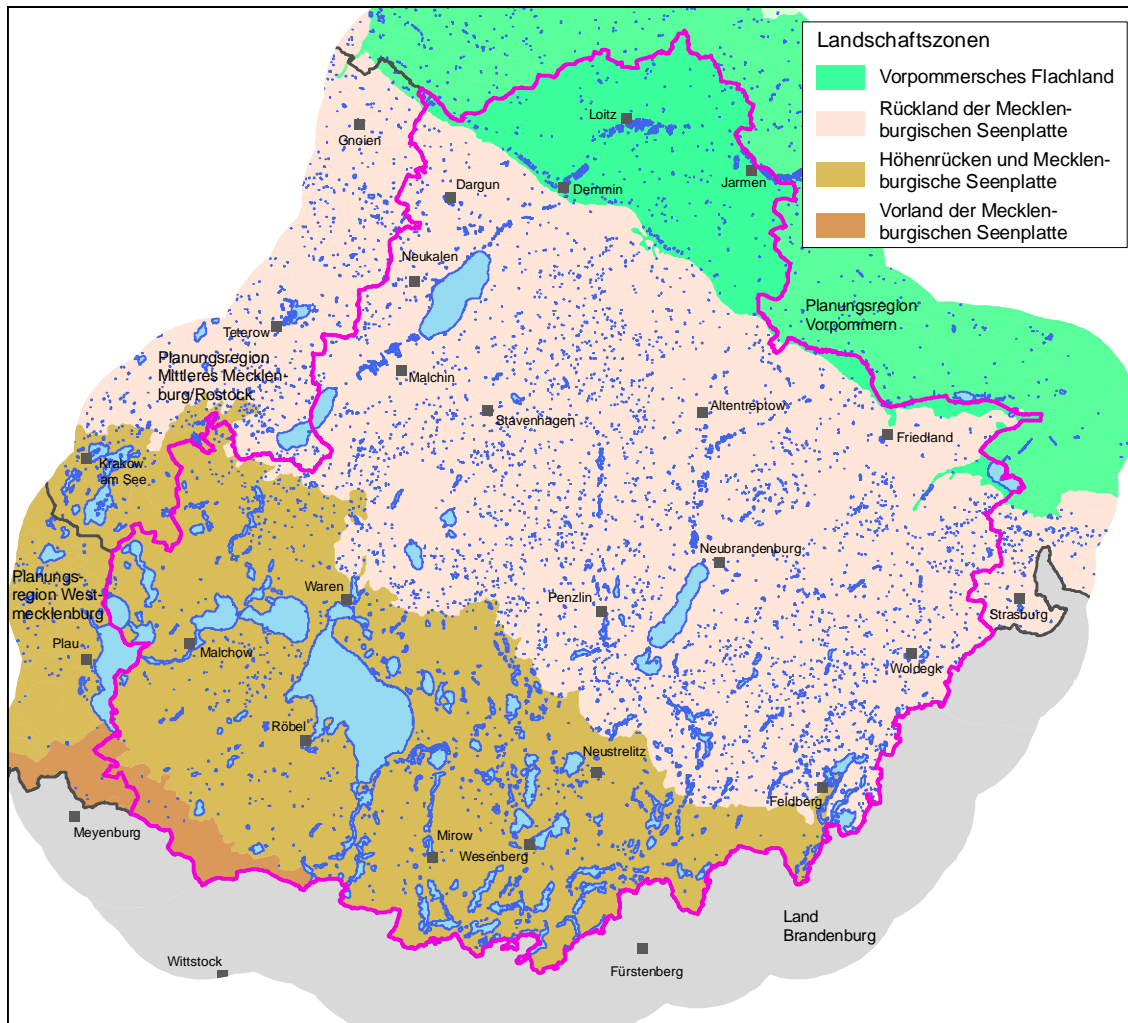 Landschaftszonen
Vorpommersches Flachland
Rückland der Mecklen-
burgischen Seenplatte
Höhenrücken und Mecklen-
burgische Seenplatte
Vorland der Mecklen-
burgischen Seenplatte
Loitz
Gnoien
Jarmen
Dargun
Demmin
Neukalen
Planungsregion
Vorpommern
Teterow
Planungsregion
Mittleres Mecklen-
burg/Rostock
Malchin
Stavenhagen
Altentreptow
Friedland
Krakow
am See
Neubrandenburg
Planungs-
region West-
mecklenburg
Waren
Penzlin
Strasburg
Plau
Malchow
Woldegk
Röbel
Neustrelitz
Feldberg
Meyenburg
Mirow
Wesenberg
Land
Brandenburg
Wittstock
Fürstenberg